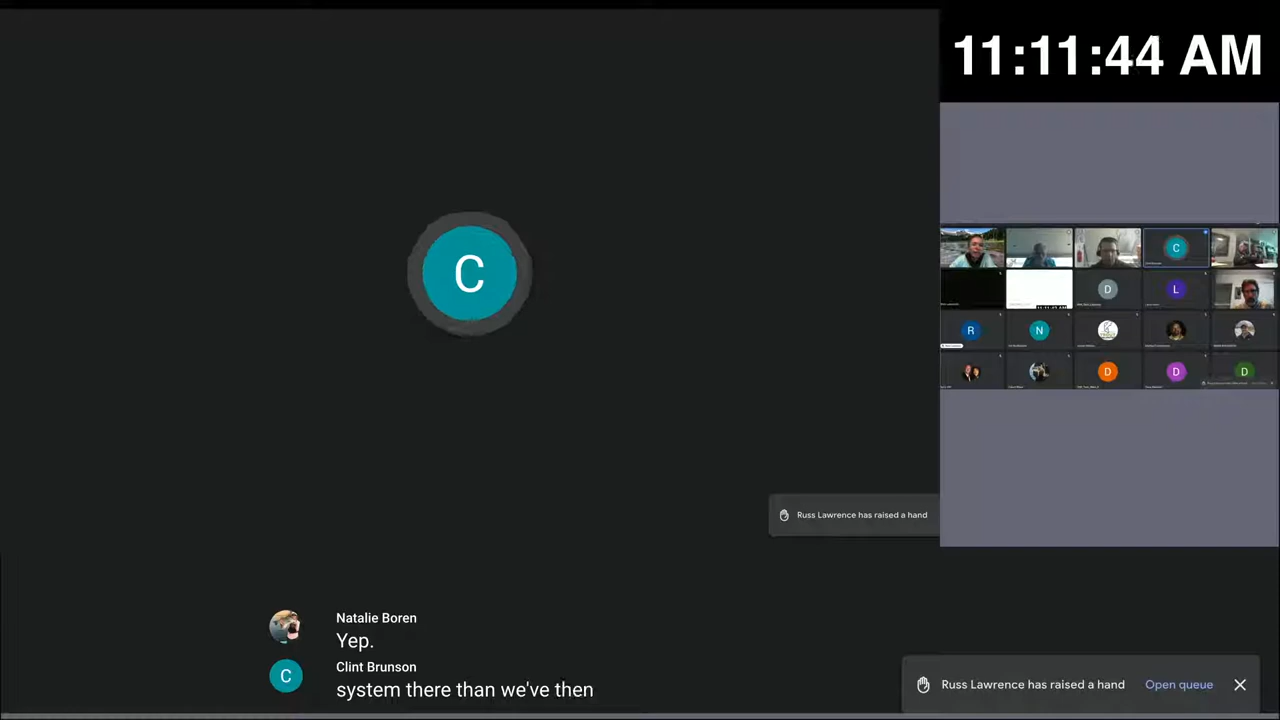 11:11:44 AM
C
C
D
L
R
N
D
D
D
Russ Lawrence has raised a hand
Natalie Boren
Yep.
C
Clint Brunson
system there than we've then
Russ Lawrence has raised a hand
Open queue